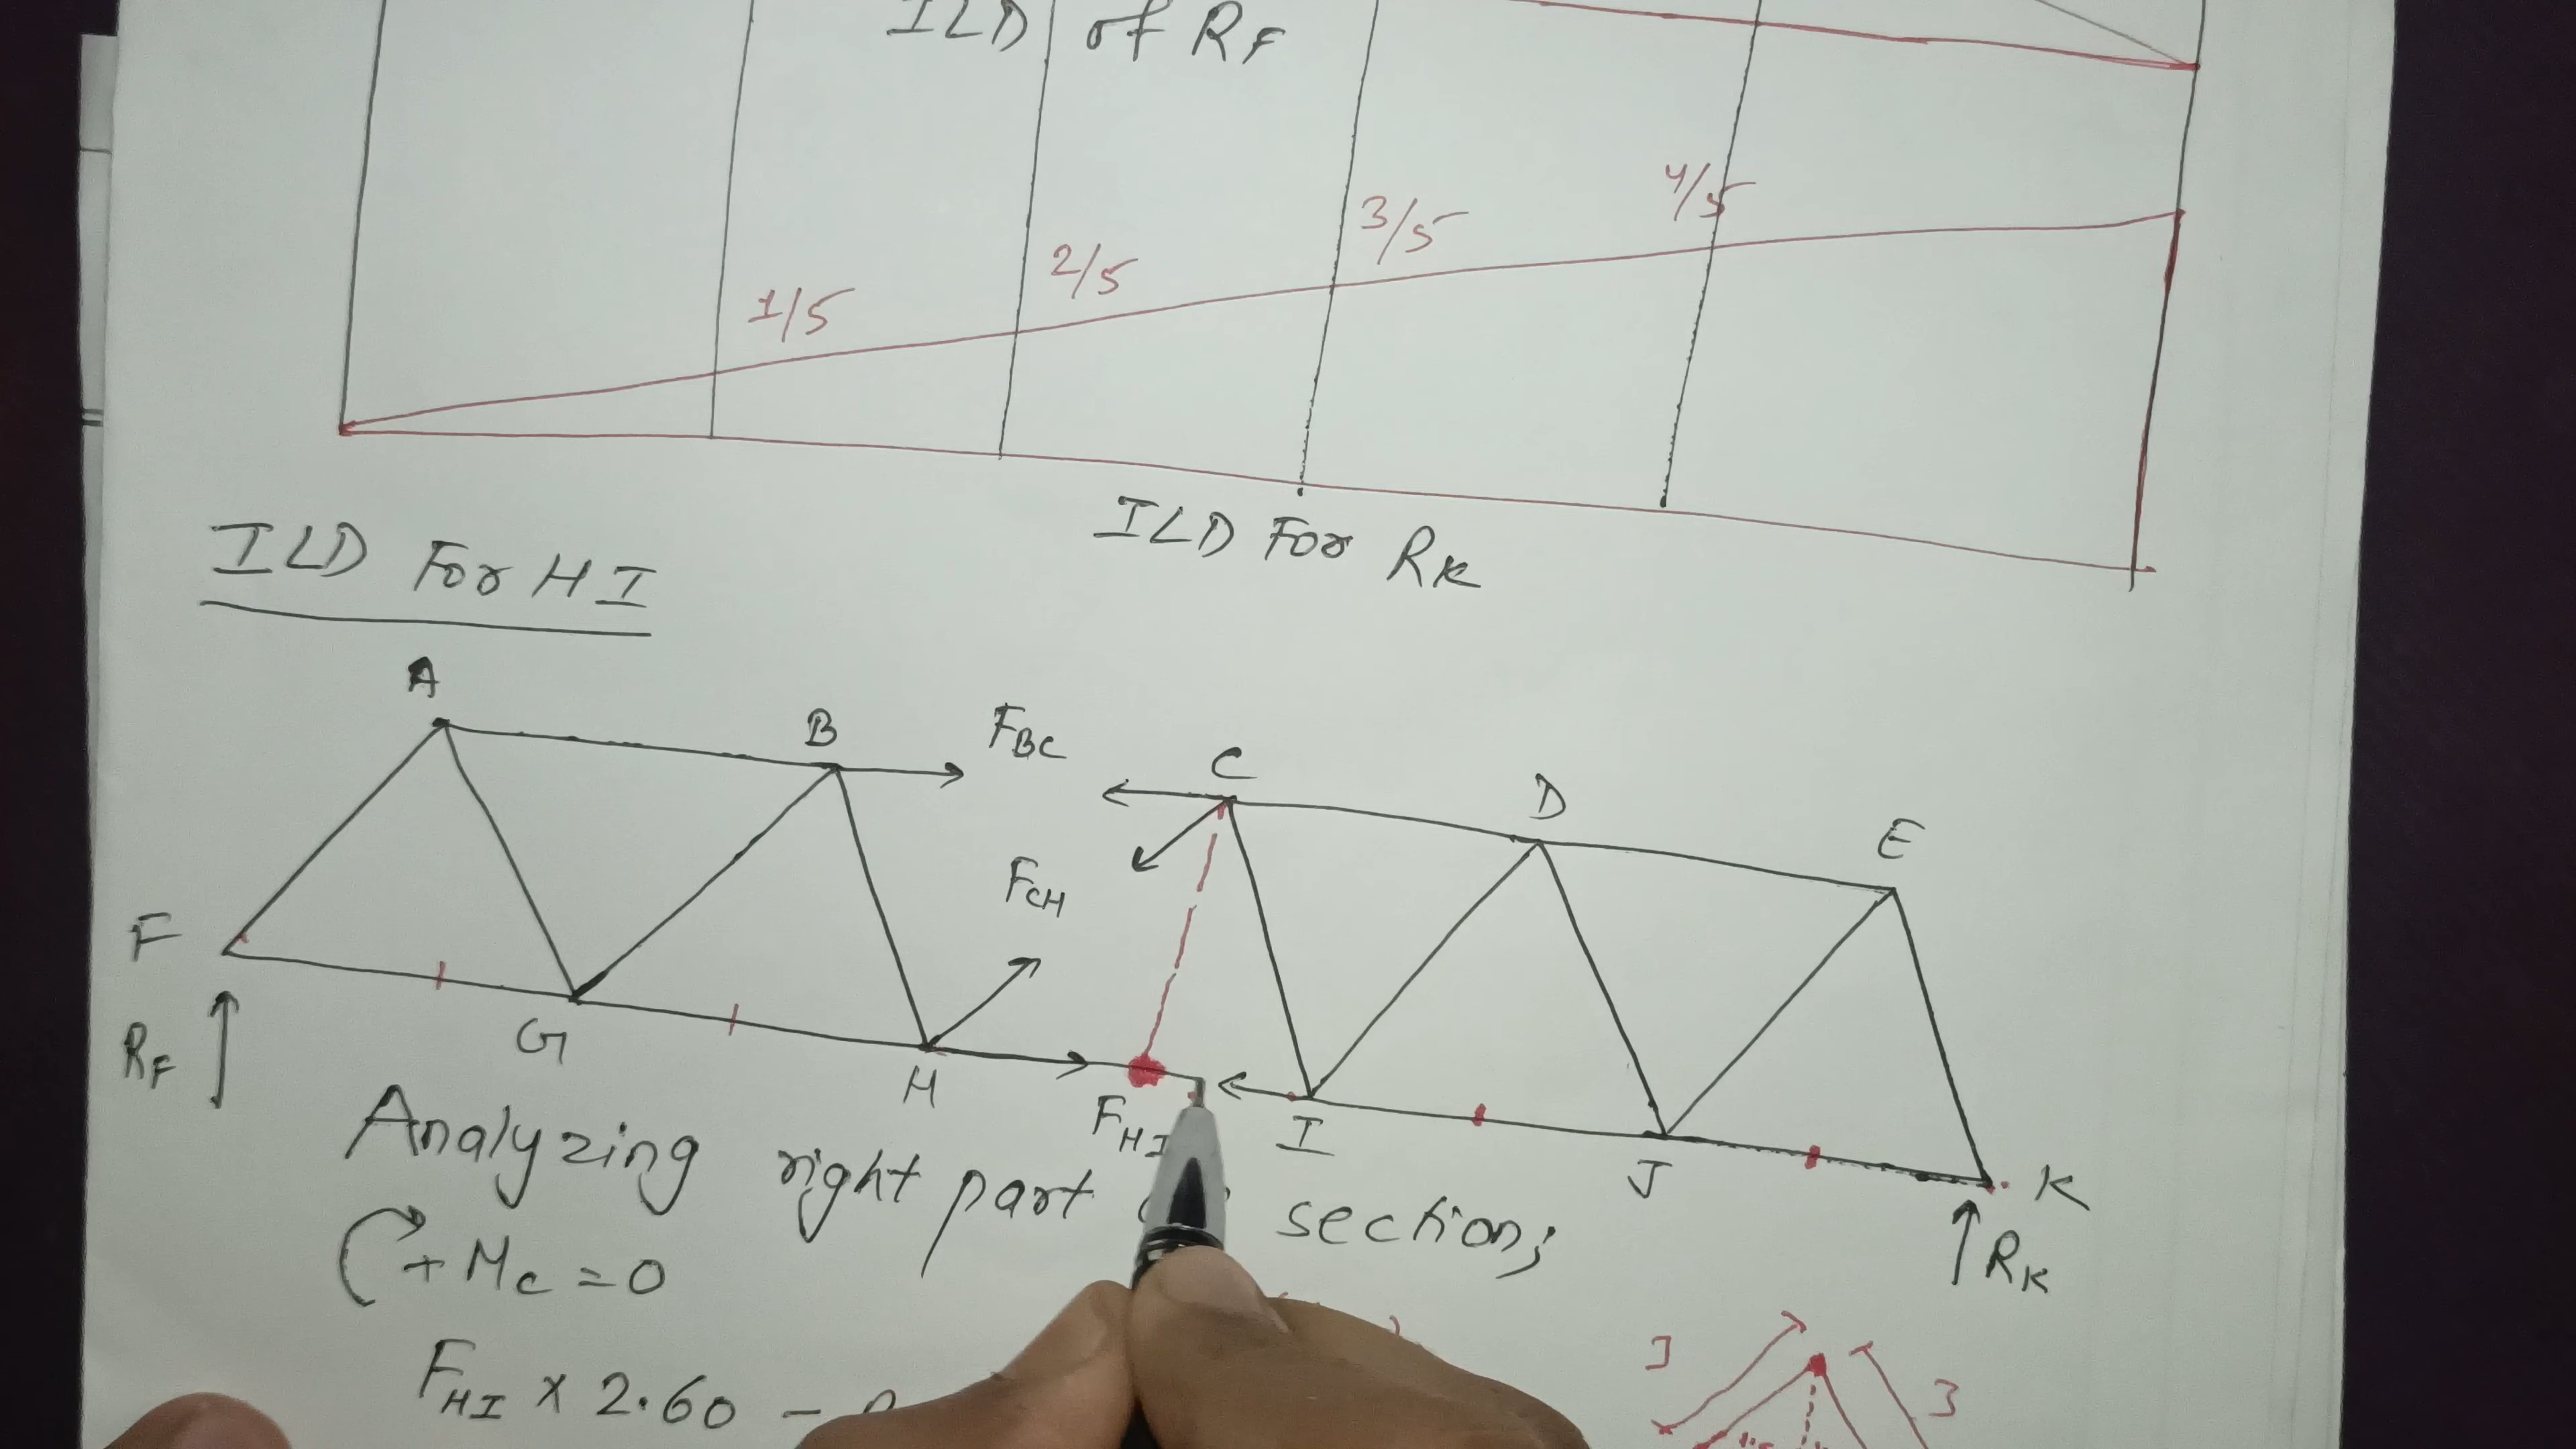 ILD of RF
4/5
3/5
2/5
1/5
ILD For RK
ILD For HI
A
B
FBC
C
D
E
FCH
F
RF
G
H
FHI
I
J
K
RK
Analyzing right part sections
+ Mc = 0
FHI x 2.60 -
3
3